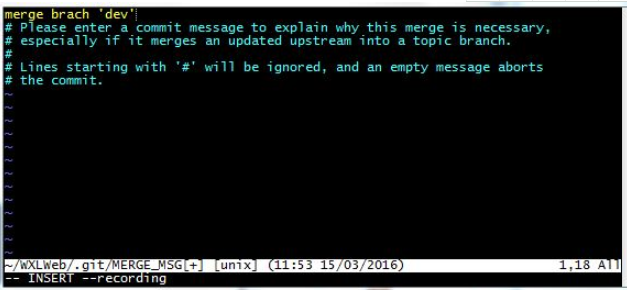 merge brach 'dev'
# Please enter a commit message to explain why this merge is necessary,
# especially if it merges an updated upstream into a topic branch.
#
# Lines starting with '#' will be ignored, and an empty message aborts
# the commit.
~
~
~
~
~
~
~
~
~
~
~
~
~/WXLWeb/.git/MERGE_MSG[+] [unix] (11:53 15/03/2016) 1,18 All
-- INSERT --recording